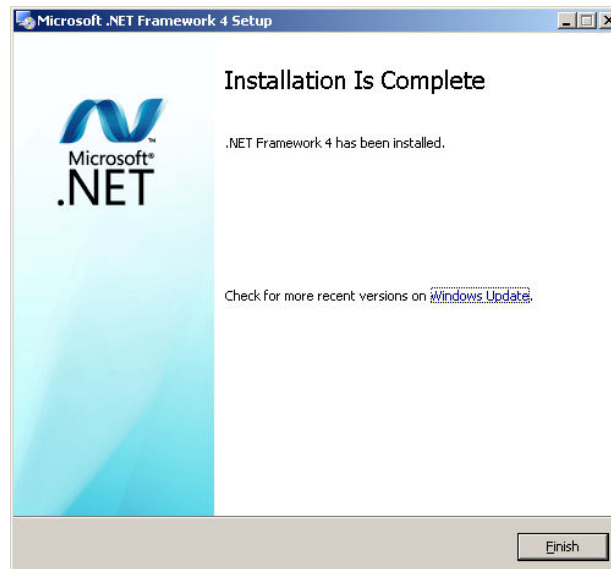 Microsoft .NET Framework 4 Setup
Installation Is Complete
Microsoft®
.NET
.NET Framework 4 has been installed.
Check for more recent versions on Windows Update.
Finish